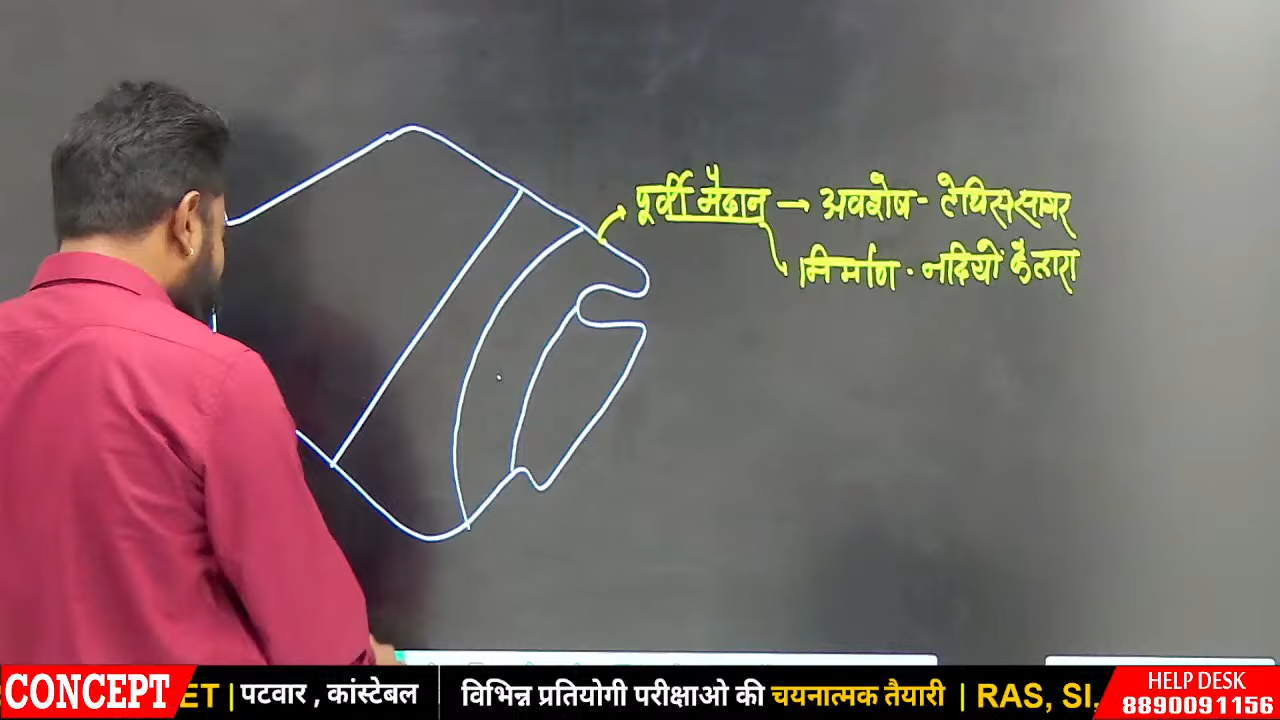 पूर्वी मैदान → अवशेष - टेथिससागर
निर्माण - नदियों के द्वारा
CONCEPT
ET | पटवार , कांस्टेबल
विभिन्न प्रतियोगी परीक्षाओ की चयनात्मक तैयारी | RAS, SI,
HELP DESK
8890091156